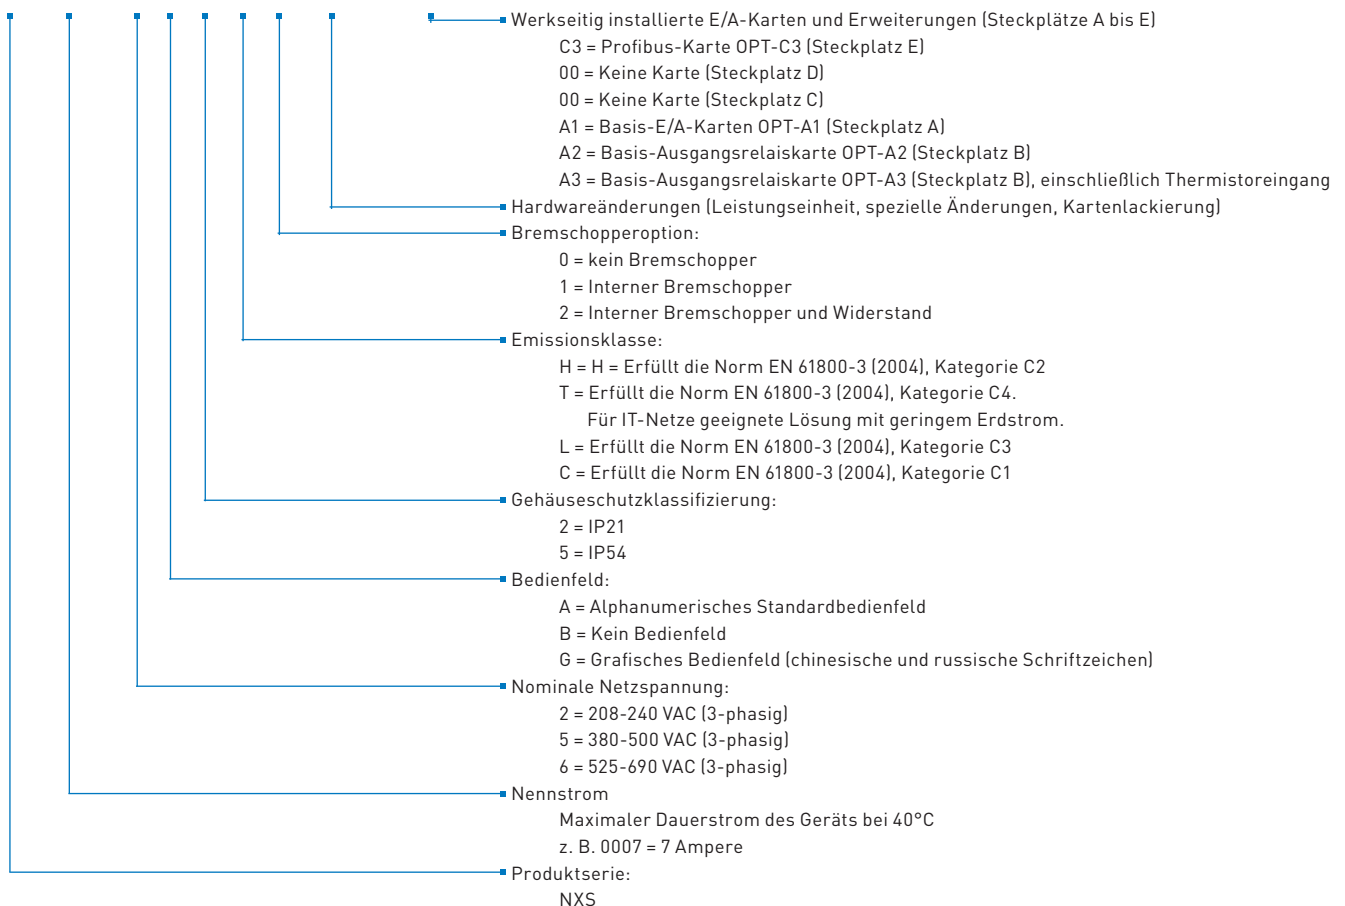 Werkseitig installierte E/A-Karten und Erweiterungen (Steckplätze A bis E)
C3 = Profibus-Karte OPT-C3 (Steckplatz E)
00 = Keine Karte (Steckplatz D)
00 = Keine Karte (Steckplatz C)
A1 = Basis-E/A-Karten OPT-A1 (Steckplatz A)
A2 = Basis-Ausgangsrelaiskarte OPT-A2 (Steckplatz B)
A3 = Basis-Ausgangsrelaiskarte OPT-A3 (Steckplatz B), einschließlich Thermistoreingang
Hardwareänderungen (Leistungseinheit, spezielle Änderungen, Kartenlackierung)
Bremschopperoption:
0 = kein Bremschopper
1 = Interner Bremschopper
2 = Interner Bremschopper und Widerstand
Emissionsklasse:
H = H = Erfüllt die Norm EN 61800-3 (2004), Kategorie C2
T = Erfüllt die Norm EN 61800-3 (2004), Kategorie C4.
Für IT-Netze geeignete Lösung mit geringem Erdstrom.
L = Erfüllt die Norm EN 61800-3 (2004), Kategorie C3
C = Erfüllt die Norm EN 61800-3 (2004), Kategorie C1
Gehäuseschutzklassifizierung:
2 = IP21
5 = IP54
Bedienfeld:
A = Alphanumerisches Standardbedienfeld
B = Kein Bedienfeld
G = Grafisches Bedienfeld (chinesische und russische Schriftzeichen)
Nominale Netzspannung:
2 = 208-240 VAC (3-phasig)
5 = 380-500 VAC (3-phasig)
6 = 525-690 VAC (3-phasig)
Nennstrom
Maximaler Dauerstrom des Geräts bei 40°C
z. B. 0007 = 7 Ampere
Produktserie:
NXS